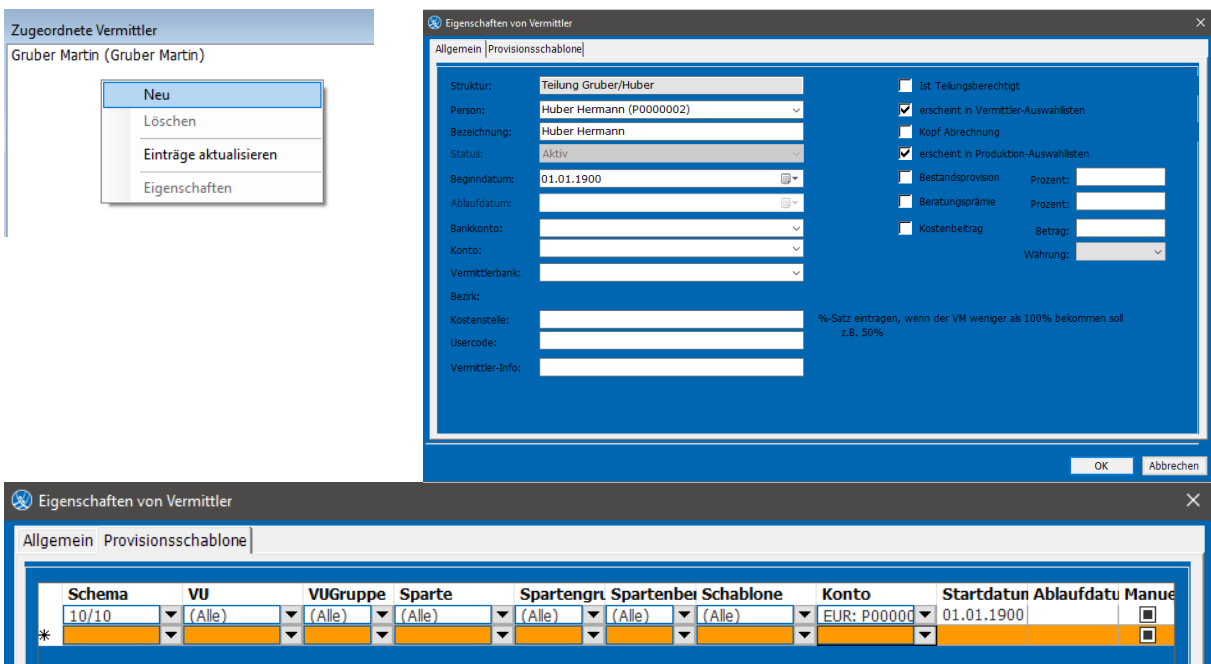 Zugeordnete Vermittler
Gruber Martin (Gruber Martin)
Neu
Löschen
Einträge aktualisieren
Eigenschaften
Eigenschaften von Vermittler
Allgemein Provisionsschablone
Struktur: Teilung Gruber/Huber
Person: Huber Hermann (P0000002)
Bezeichnung: Huber Hermann
Status: Aktiv
Beginndatum: 01.01.1900
Ablaufdatum:
Bankkonto:
Konto:
Vermittlerbank:
Bezirk:
Kostenstelle:
Usercode:
Vermittler-Info:
Ist Teilungsberechtigt
erscheint in Vermittler-Auswahllisten
Kopf Abrechnung
erscheint in Produktion-Auswahllisten
Bestandsprovision Prozent:
Beratungsprämie Prozent:
Kostenbeitrag Betrag:
Währung:
%-Satz eintragen, wenn der VM weniger als 100% bekommen soll
z.B. 50%
OK Abbrechen
Eigenschaften von Vermittler
Allgemein Provisionsschablone
Schema VU VUGruppe Sparte Spartengru Spartenber Schablone Konto Startdatun Ablaufdatu Manue
10/10 (Alle) (Alle) (Alle) (Alle) (Alle) (Alle) EUR: P00000 01.01.1900
*